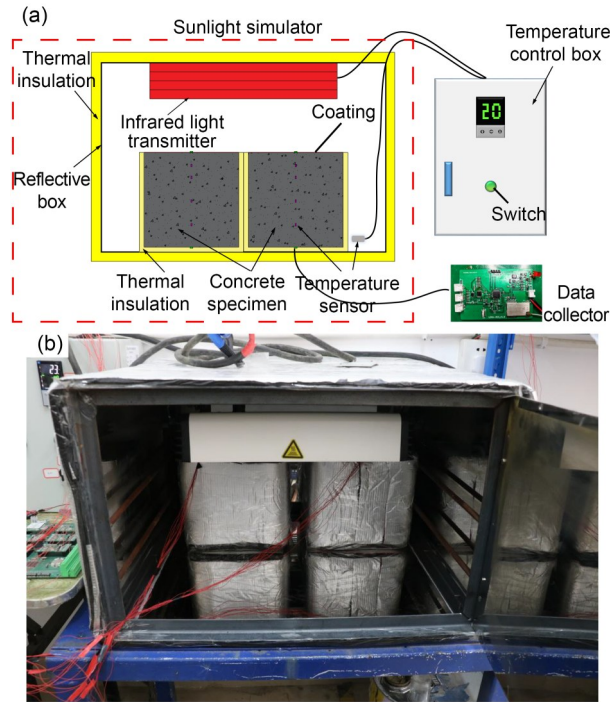 (a)
Sunlight simulator
Temperature
control box
Thermal
insulation
20
Infrared light
transmitter
Coating
Reflective
box
Switch
Thermal
insulation
Concrete
specimen
Temperature
sensor
Data
collector
(b)
23